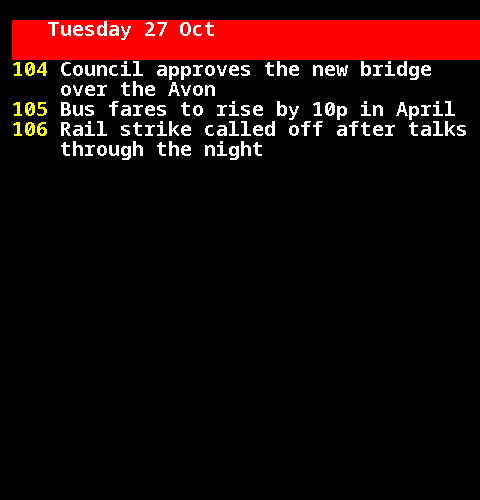 Tuesday 27 Oct
104 Council approves the new bridge
over the Avon
105 Bus fares to rise by 10p in April
106 Rail strike called off after talks
through the night